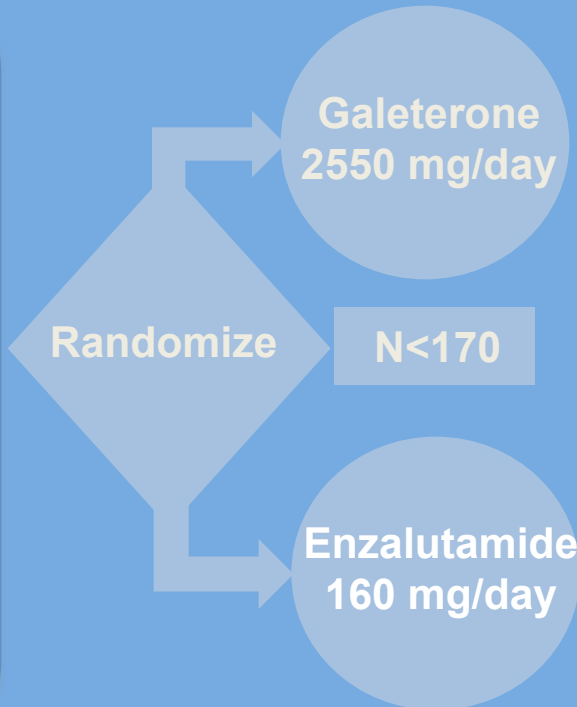 Galeterone
2550 mg/day
Randomize
N<170
Enzalutamide
160 mg/day